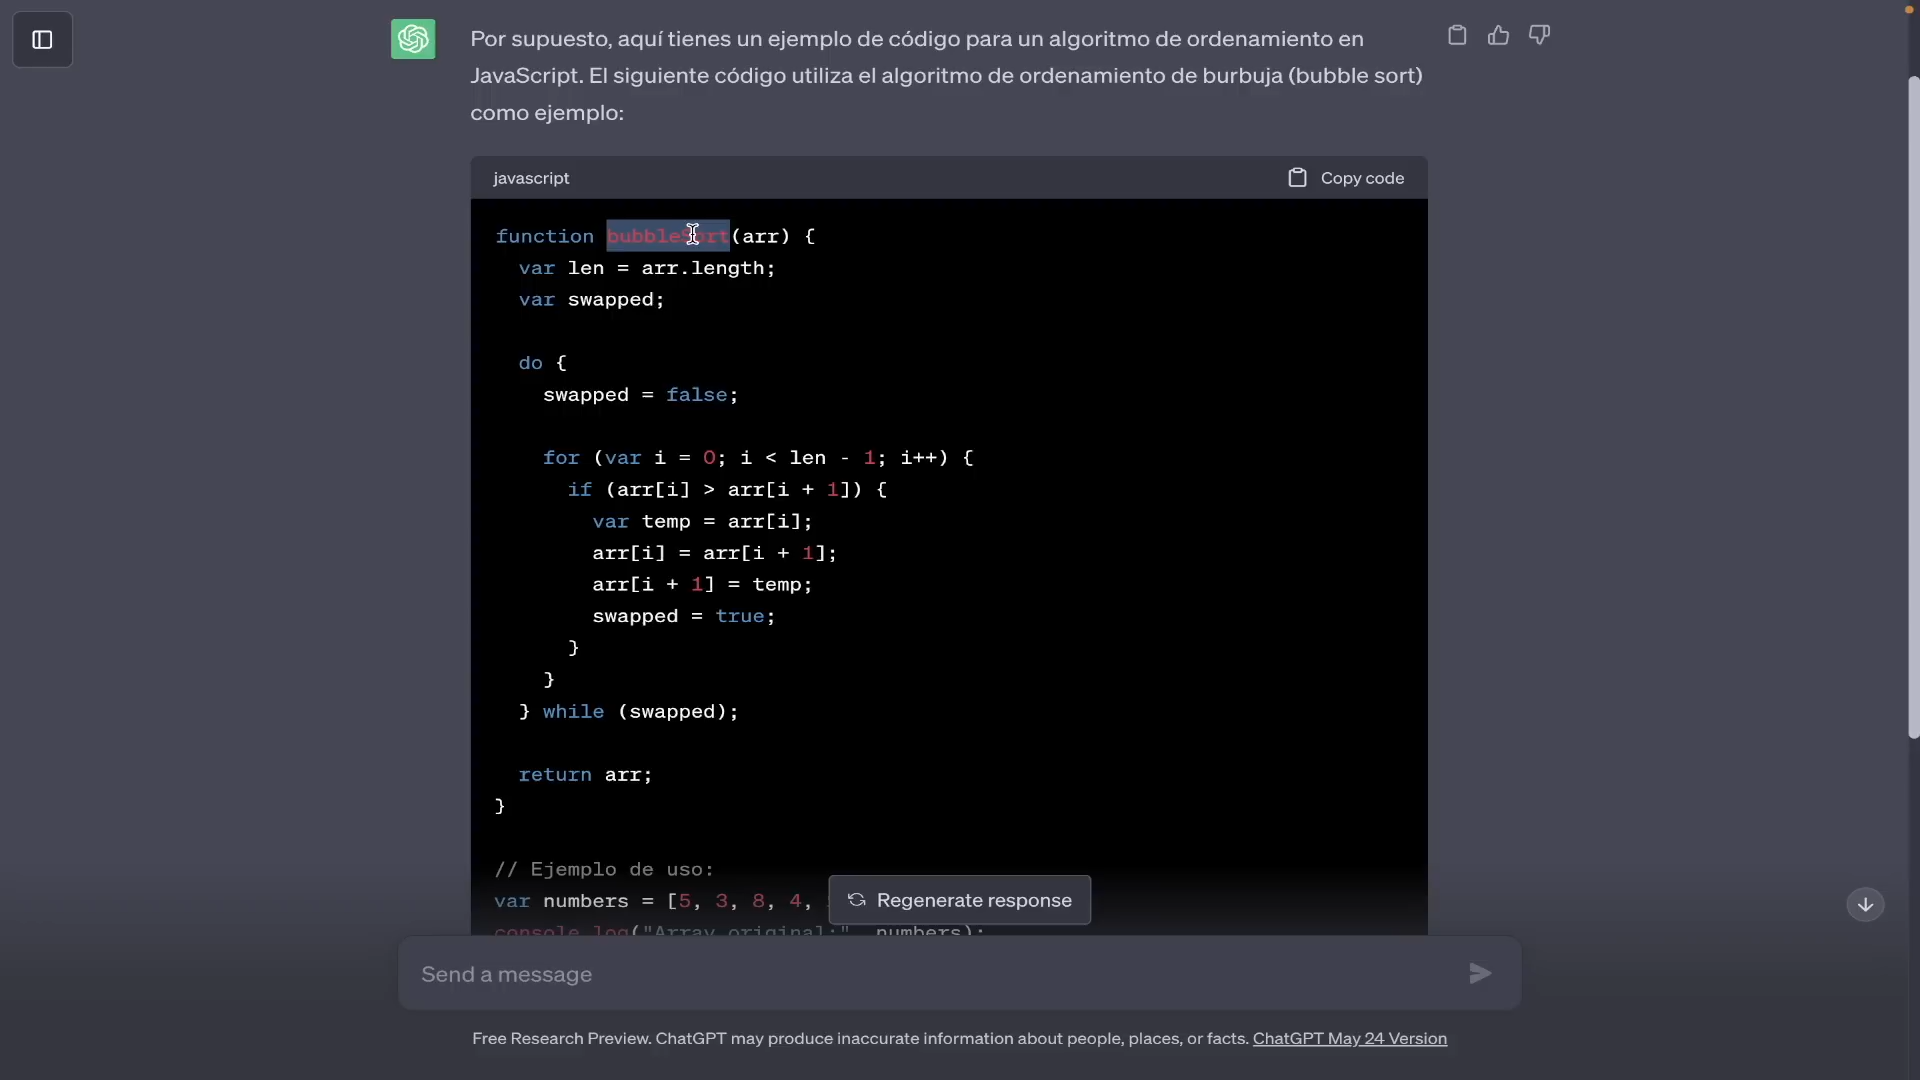 Por supuesto, aquí tienes un ejemplo de código para un algoritmo de ordenamiento en
JavaScript. El siguiente código utiliza el algoritmo de ordenamiento de burbuja (bubble sort)
como ejemplo:
javascript
Copy code
function bubbleSort(arr) {
  var len = arr.length;
  var swapped;
  do {
    swapped = false;
    for (var i = 0; i < len - 1; i++) {
      if (arr[i] > arr[i + 1]) {
        var temp = arr[i];
        arr[i] = arr[i + 1];
        arr[i + 1] = temp;
        swapped = true;
      }
    }
  } while (swapped);
  return arr;
}
// Ejemplo de uso:
var numbers = [5, 3, 8, 4,
Regenerate response
console.log("Array original:", numbers);
Send a message
Free Research Preview. ChatGPT may produce inaccurate information about people, places, or facts. ChatGPT May 24 Version